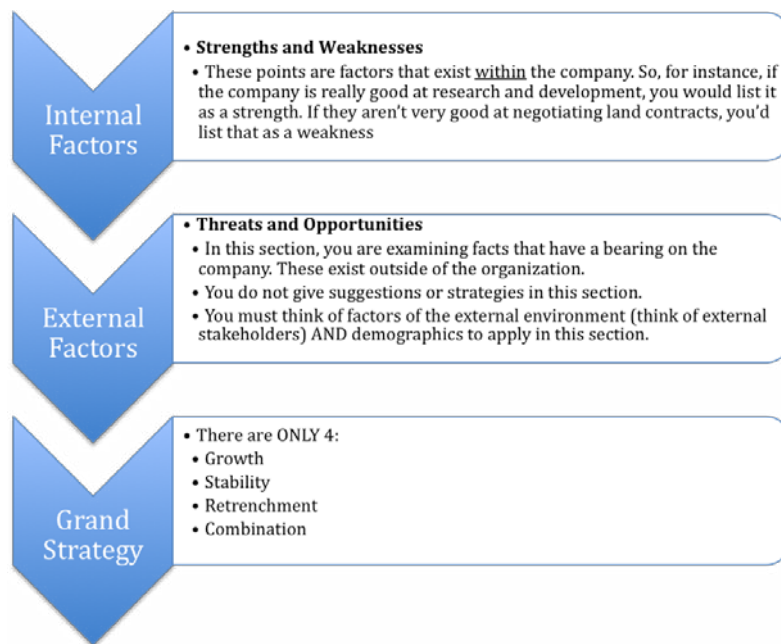 Internal
Factors
• Strengths and Weaknesses
• These points are factors that exist within the company. So, for instance, if
the company is really good at research and development, you would list it
as a strength. If they aren't very good at negotiating land contracts, you'd
list that as a weakness
External
Factors
• Threats and Opportunities
• In this section, you are examining facts that have a bearing on the
company. These exist outside of the organization.
• You do not give suggestions or strategies in this section.
• You must think of factors of the external environment (think of external
stakeholders) AND demographics to apply in this section.
Grand
Strategy
• There are ONLY 4:
• Growth
• Stability
• Retrenchment
• Combination